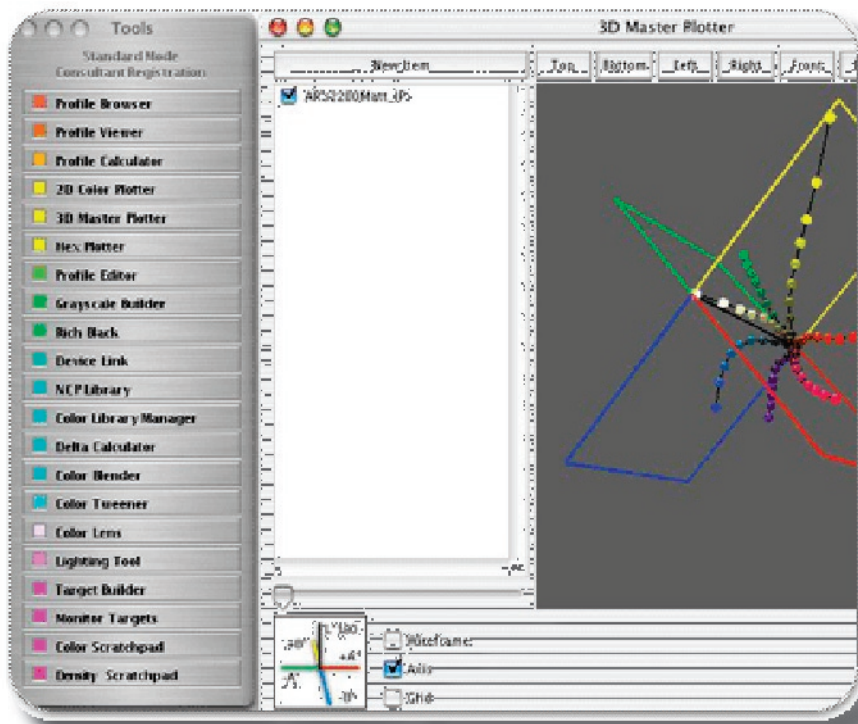 Tools
Standard Mode
Consultant Registration
Profile Browser
Profile Viewer
Profile Calculator
2D Color Plotter
3D Master Plotter
Hex Plotter
Profile Editor
Grayscale Builder
Rich Black
Device Link
NCP Library
Color Library Manager
Delta Calculator
Color Blender
Color Tweener
Color Lens
Lighting Tool
Target Builder
Monitor Targets
Color Scratchpad
Density Scratchpad
3D Master Plotter
New Item
Top Bottom Left Right Front
Wireframe
Axis
Grid